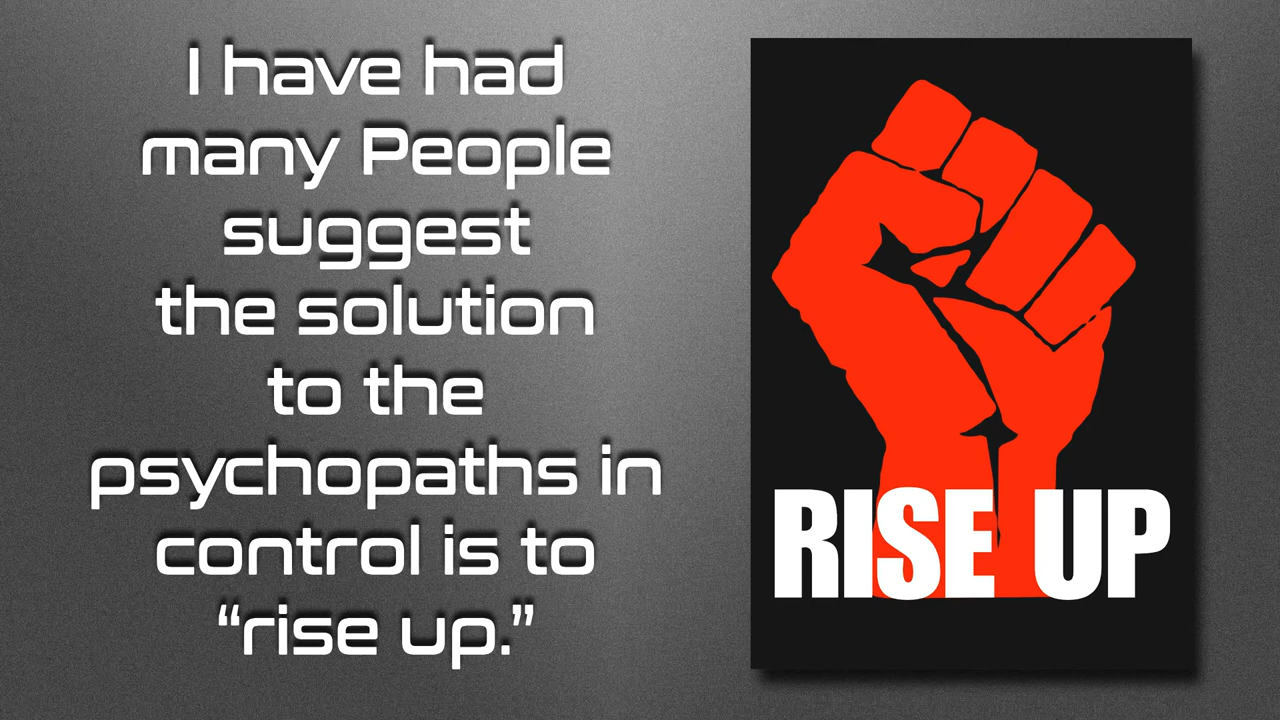 I have had
many People
suggest
the solution
to the
psychopaths in
control is to
“rise up.”
RISE UP